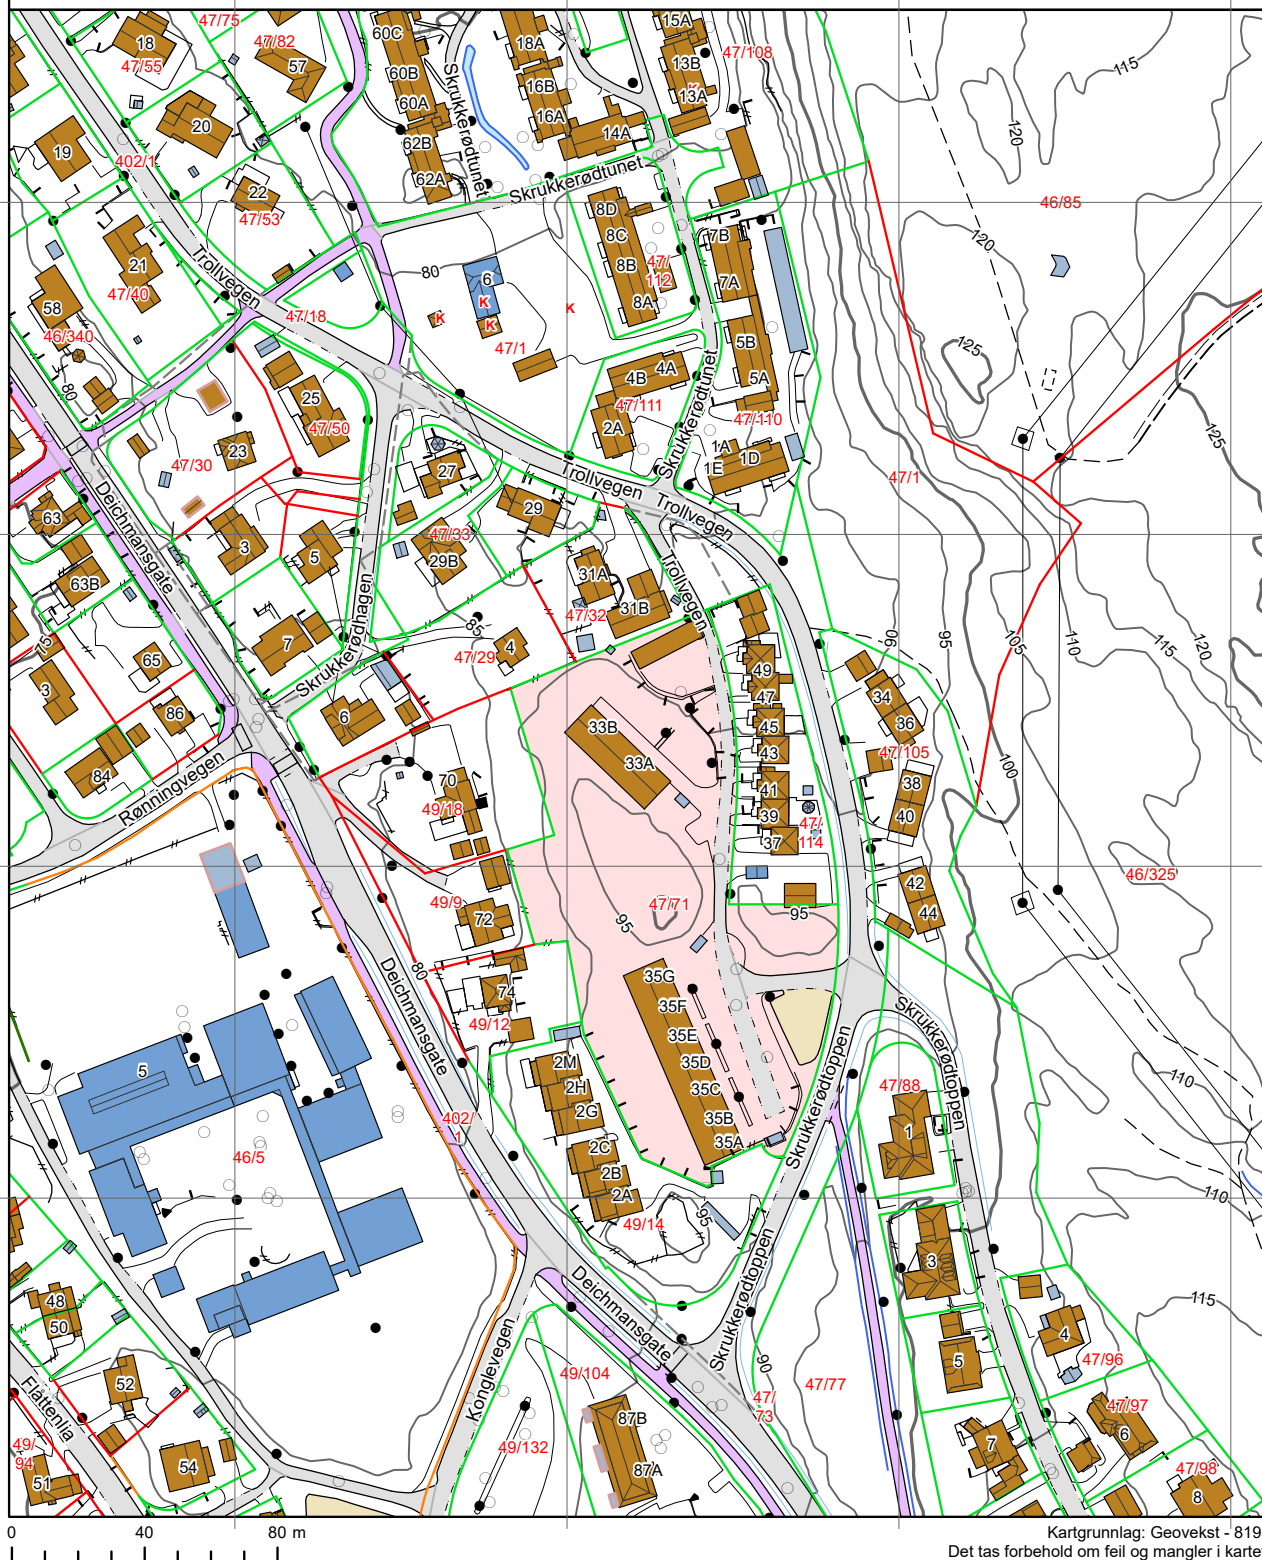 47/75
18
47/55
47/82
57
60C
60B
60A
62B
62A
Skrukkerødtunet
18A
16B
16A
14A
15A
13B
K
13A
47/108
115
120
20
19
402/1
22
47/53
Skrukkerødtunet
46/85
120
8D
8C
8B
8A
47/
112
7B
7A
21
47/40
Trollvegen
58
46/340
80
47/18
80
6
K
K
K
K
47/1
125
125
5B
5A
4A
4B
47/111
2A
47/110
Skrukkerødtunet
1A
1E
1D
25
47/50
23
47/30
27
Trollvegen
Trollvegen
47/1
63
Deichmansgate
29
3
5
47/33
29B
63B
31A
31B
47/32
Trollvegen
Skrukkerødhagen
7
85
4
47/29
75
65
3
86
6
84
Rønningvegen
90
95
105
110
115
120
49
47
45
43
41
39
37
34
36
47/105
38
40
100
33B
33A
70
49/18
47/
114
42
44
46/325
49/9
72
95
47/71
95
80
74
49/12
35G
35F
35E
35D
35C
35B
35A
Deichmansgate
Skrukkerødtoppen
Skrukkerødtoppen
5
46/5
402/
1
2M
2H
2G
2C
2B
2A
49/14
95
47/88
1
110
110
3
115
48
50
52
54
Flåttenlia
49/
94
51
Deichmansgate
Skrukkerødtoppen
90
Konglevegen
49/104
49/132
87B
87A
47/
73
47/77
5
4
47/96
47/97
6
7
47/98
8
0
40
80 m
Kartgrunnlag: Geovekst - 819
Det tas forbehold om feil og mangler i karte